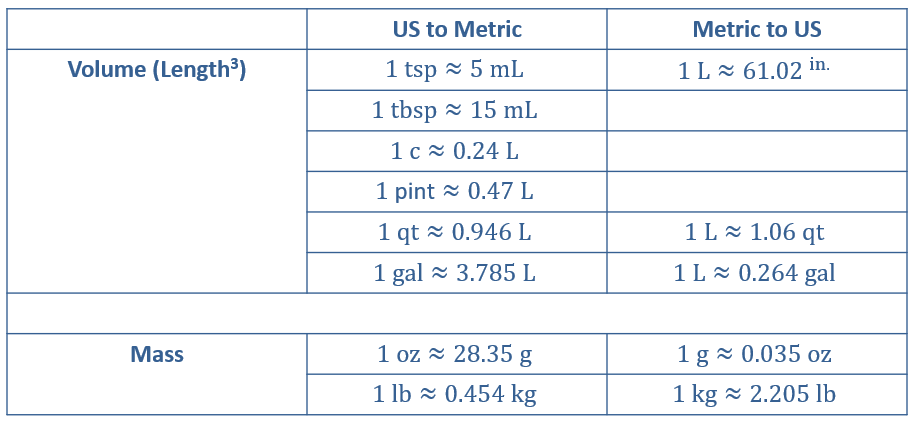 US to Metric Metric to US
Volume (Length³) 1 tsp ≈ 5 mL 1 L ≈ 61.02 in.
1 tbsp ≈ 15 mL
1 c ≈ 0.24 L
1 pint ≈ 0.47 L
1 qt ≈ 0.946 L 1 L ≈ 1.06 qt
1 gal ≈ 3.785 L 1 L ≈ 0.264 gal
Mass 1 oz ≈ 28.35 g 1 g ≈ 0.035 oz
1 lb ≈ 0.454 kg 1 kg ≈ 2.205 lb